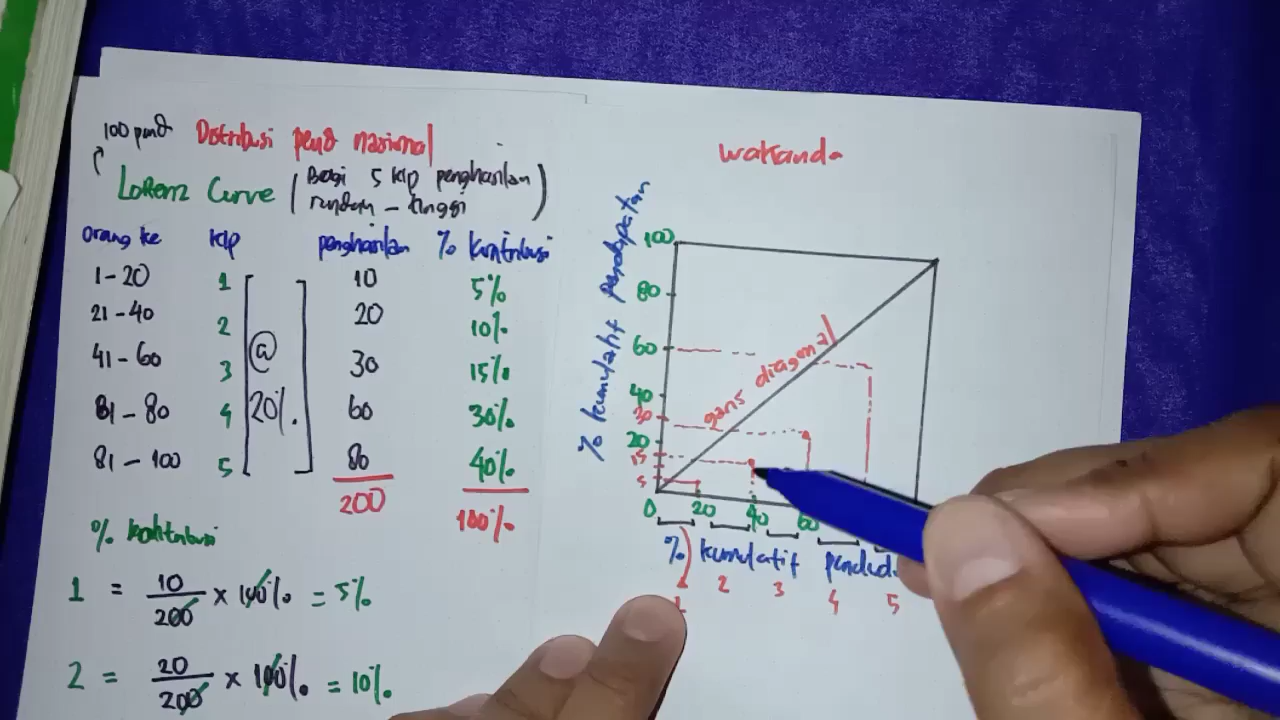 100 pend Distribusi pend nasional
Lorenz Curve ( Bagi 5 klp penghasilan
rendam - tinggi )
orang ke klp penghasilan % Kontribusi
1-20 1 10 5%
21-40 2 20 10%
41-60 3 @ 30 15%
81-80 4 20%. 60 30%
81-100 5 80 40%
200 100%
% Kontribusi
1 = 10/200 x 100% = 5%
2 = 20/200 x 100% = 10%
wakanda
% kumulatif pendapatan
100
80
60
40
30
20
15
5
garis diagonal
0 20 40 60
% kumulatif
1 2 3 4 5